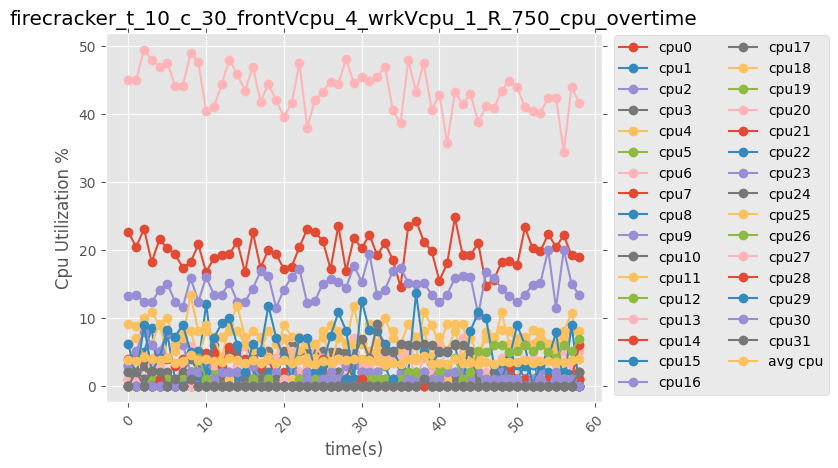 firecracker_t_10_c_30_frontVcpu_4_wrkVcpu_1_R_750_cpu_overtime
Cpu Utilization %
50
40
30
20
10
0
0
10
20
30
40
50
60
time(s)
cpu0
cpu1
cpu2
cpu3
cpu4
cpu5
cpu6
cpu7
cpu8
cpu9
cpu10
cpu11
cpu12
cpu13
cpu14
cpu15
cpu16
cpu17
cpu18
cpu19
cpu20
cpu21
cpu22
cpu23
cpu24
cpu25
cpu26
cpu27
cpu28
cpu29
cpu30
cpu31
avg cpu